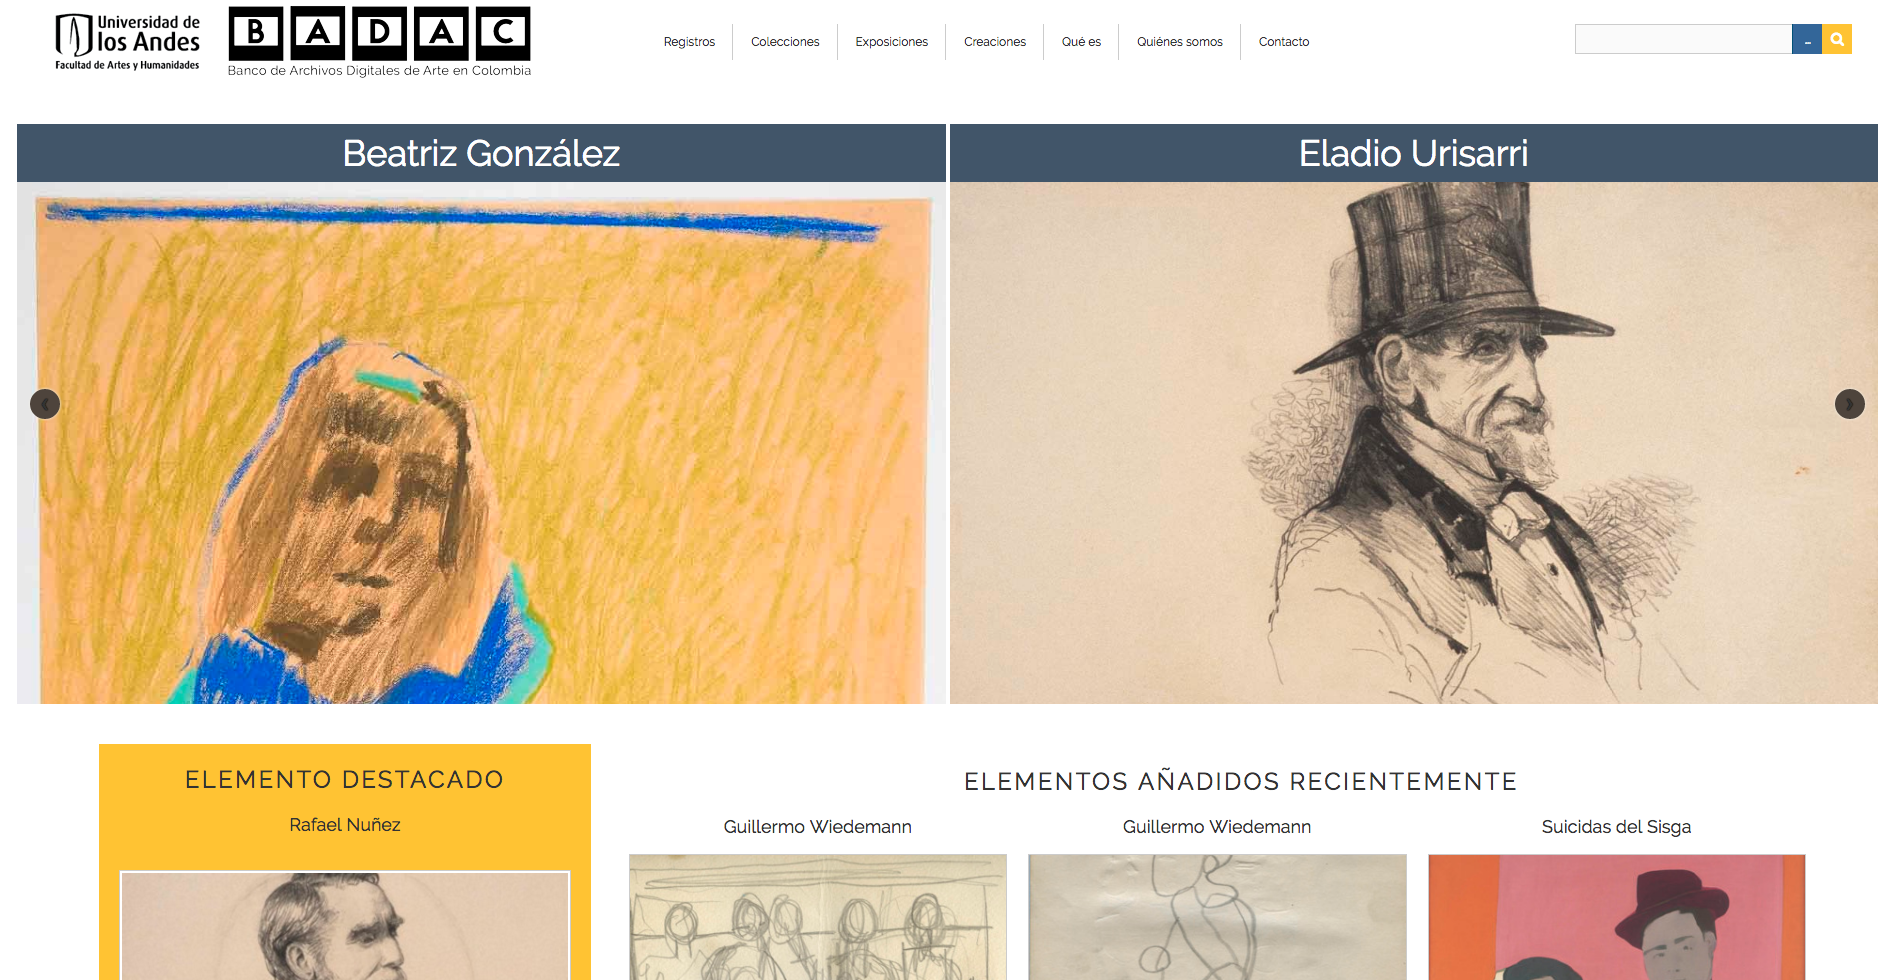 Universidad de
los Andes
Facultad de Artes y Humanidades
BADAC
Banco de Archivos Digitales de Arte en Colombia
Registros
Colecciones
Exposiciones
Creaciones
Qué es
Quiénes somos
Contacto
...
Beatriz González
Eladio Urisarri
ELEMENTO DESTACADO
Rafael Nuñez
ELEMENTOS AÑADIDOS RECIENTEMENTE
Guillermo Wiedemann
Guillermo Wiedemann
Suicidas del Sisga